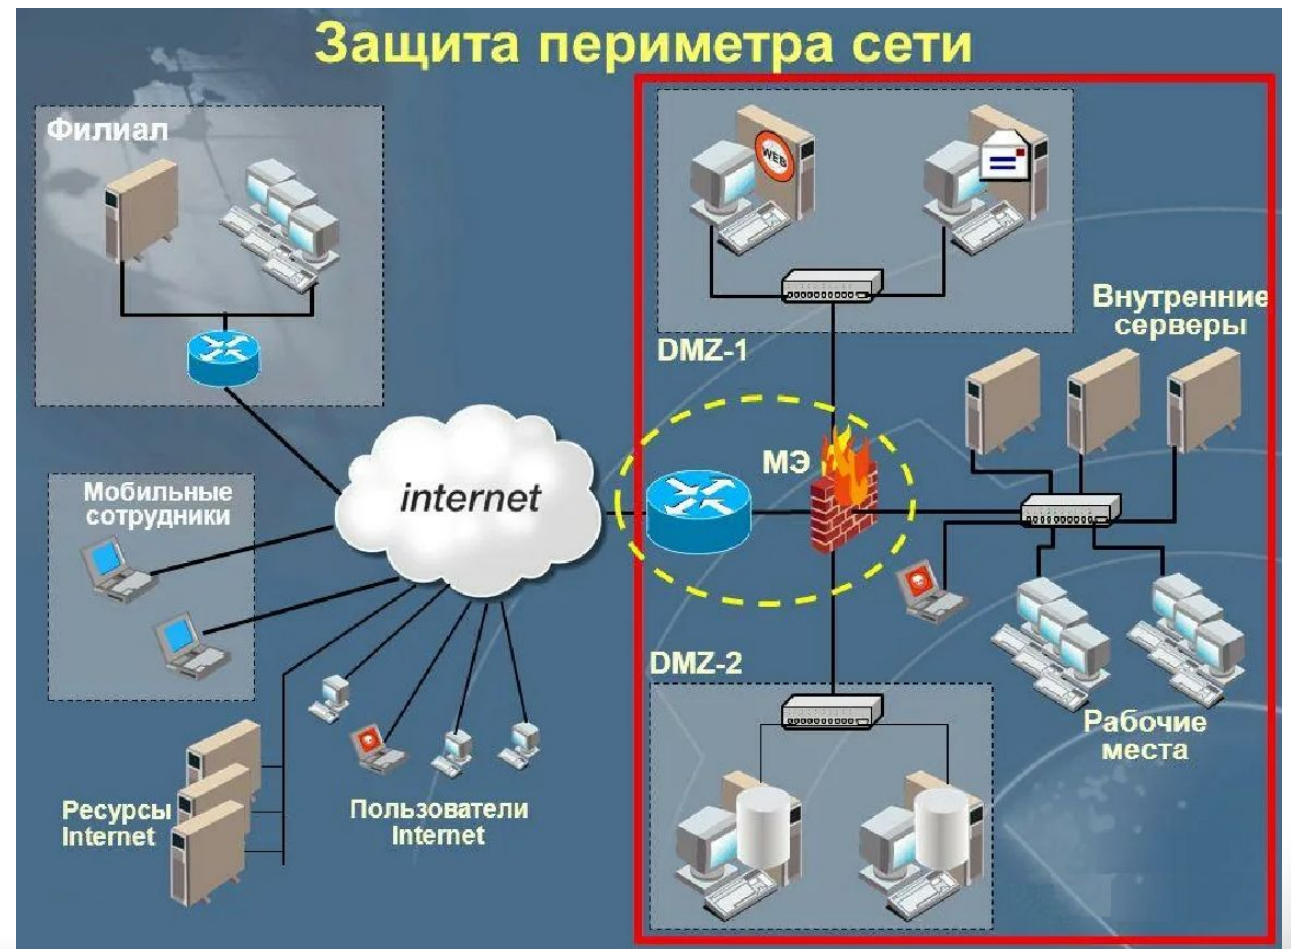 Защита периметра сети
Филиал
WEB
Внутренние
серверы
DMZ-1
МЭ
internet
Мобильные
сотрудники
DMZ-2
Рабочие
места
Ресурсы
Internet
Пользователи
Internet